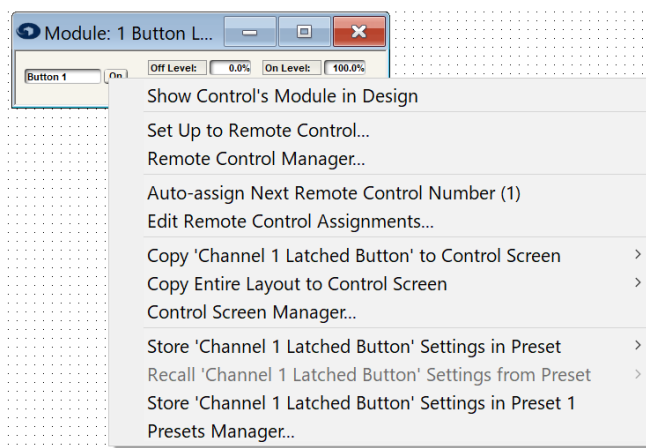 Module: 1 Button L...
Button 1 On Off Level: 0.0% On Level: 100.0%
Show Control's Module in Design
Set Up to Remote Control...
Remote Control Manager...
Auto-assign Next Remote Control Number (1)
Edit Remote Control Assignments...
Copy 'Channel 1 Latched Button' to Control Screen
Copy Entire Layout to Control Screen
Control Screen Manager...
Store 'Channel 1 Latched Button' Settings in Preset
Recall 'Channel 1 Latched Button' Settings from Preset
Store 'Channel 1 Latched Button' Settings in Preset 1
Presets Manager...